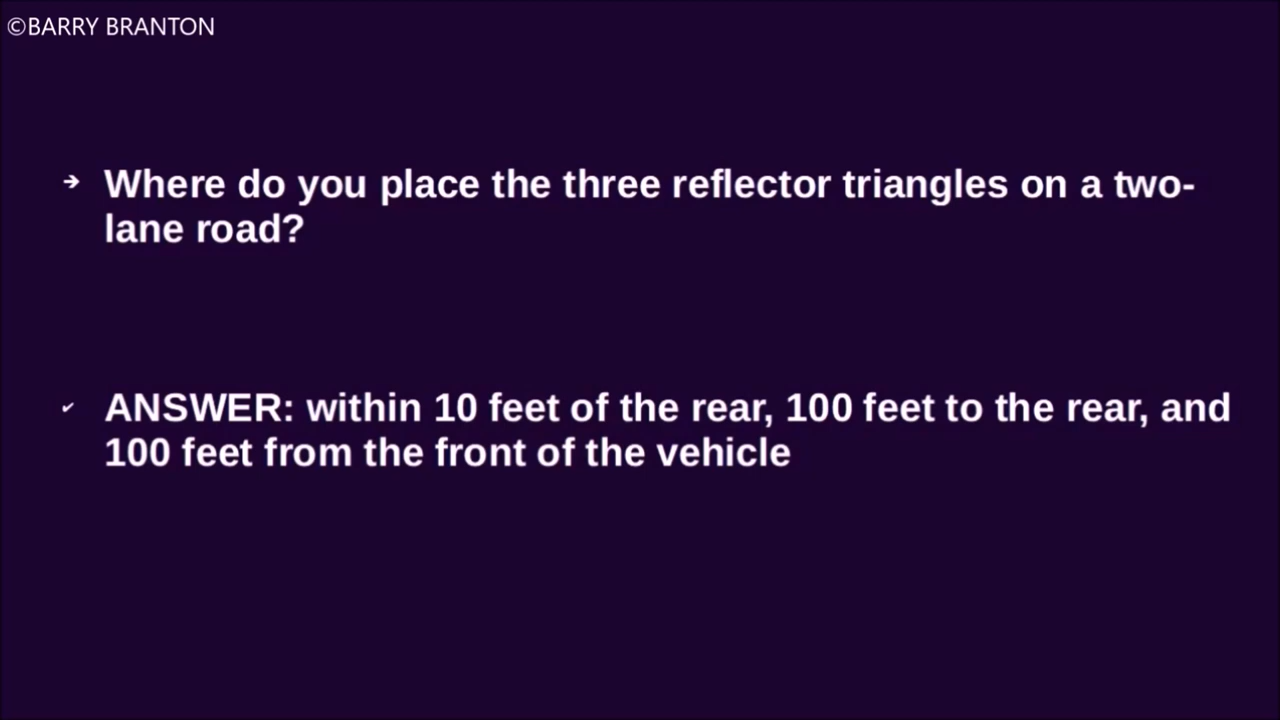 ©BARRY BRANTON
➔ Where do you place the three reflector triangles on a two-
lane road?
✔ ANSWER: within 10 feet of the rear, 100 feet to the rear, and
100 feet from the front of the vehicle